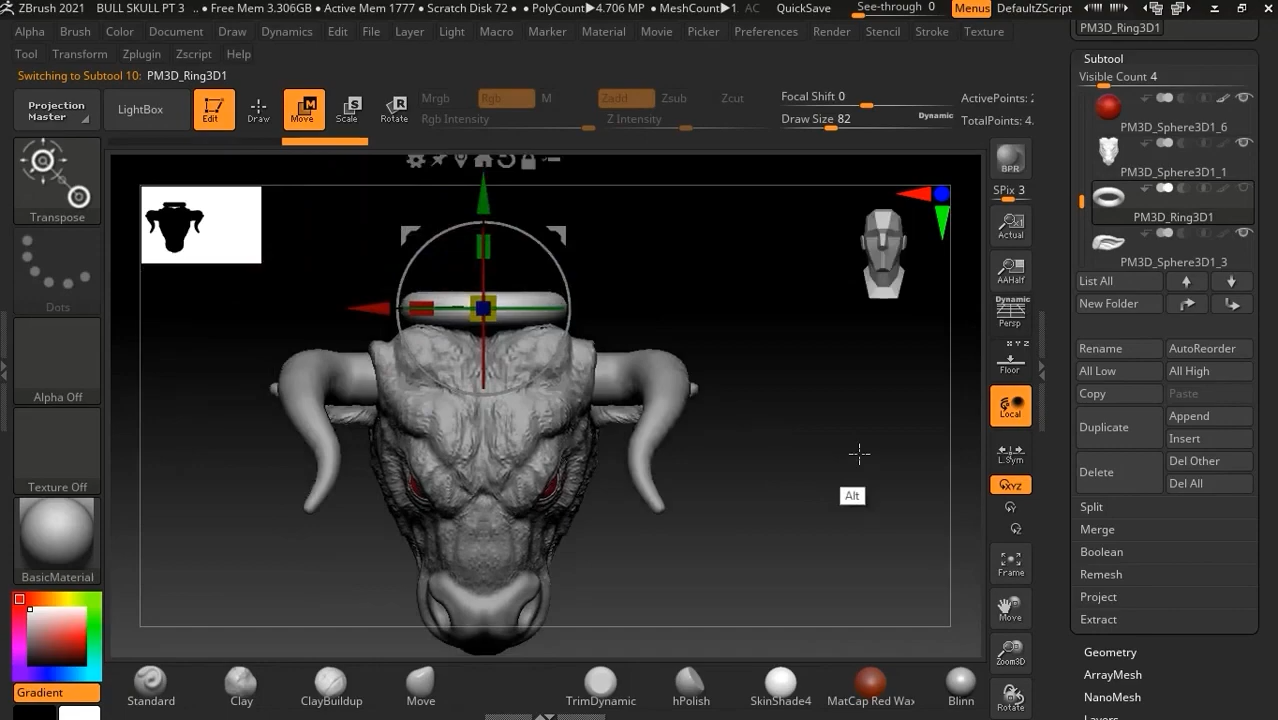 ZBrush 2021
BULL SKULL PT 3
.. • Free Mem 3.306GB • Active Mem 1777 • Scratch Disk 72 • PolyCount▶4.706 MP • MeshCount▶1
AC
QuickSave
See-through 0
Menus
DefaultZScript
Alpha Brush Color Document Draw Dynamics Edit File Layer Light Macro Marker Material Movie Picker Preferences Render Stencil Stroke Texture
Tool Transform Zplugin Zscript Help
Switching to Subtool 10: PM3D_Ring3D1
Projection
Master
LightBox
Edit
Draw
Move
Scale
Rotate
Mrgb Rgb M
Rgb Intensity
Zadd Zsub Zcut
Z Intensity
Focal Shift 0
Draw Size 82
Dynamic
ActivePoints:
TotalPoints: 4.
Transpose
Dots
Alpha Off
Texture Off
BasicMaterial
Gradient
Alt
BPR
SPix 3
Actual
AAHalf
Dynamic
Persp
X Y Z
Floor
Local
L.Sym
XYZ
Y
Z
Frame
Move
Zoom3D
Rotate
Standard
Clay
ClayBuildup
Move
TrimDynamic
hPolish
SkinShade4
MatCap Red Wax
Blinn
PM3D_Ring3D1
Subtool
Visible Count 4
PM3D_Sphere3D1_6
PM3D_Sphere3D1_1
PM3D_Ring3D1
PM3D_Sphere3D1_3
List All
New Folder
Rename AutoReorder
All Low All High
Copy Paste
Duplicate
Append
Insert
Delete
Del Other
Del All
Split
Merge
Boolean
Remesh
Project
Extract
Geometry
ArrayMesh
NanoMesh